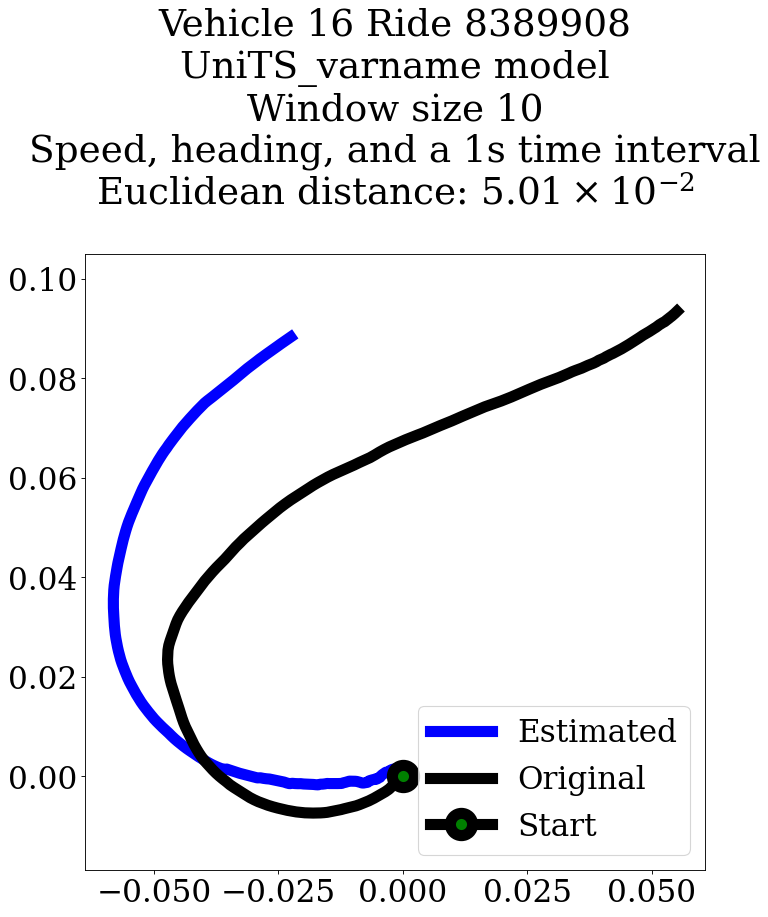 Vehicle 16 Ride 8389908
UniTS_varname model
Window size 10
Speed, heading, and a 1s time interval
Euclidean distance: 5.01 × 10⁻²
0.10
0.08
0.06
0.04
0.02
0.00
Estimated
Original
Start
−0.050 −0.025 0.000 0.025 0.050